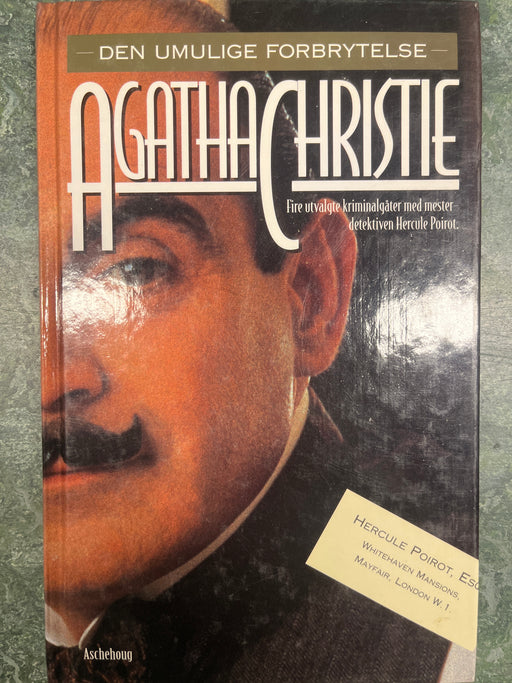 DEN UMULIGE FORBRYTELSE
AGATHA CHRISTIE
Fire utvalgte kriminalgåter med mester-
detektiven Hercule Poirot.
HERCULE POIROT, ESQ
WHITEHAVEN MANSIONS,
MAYFAIR, LONDON W.1.
Aschehoug